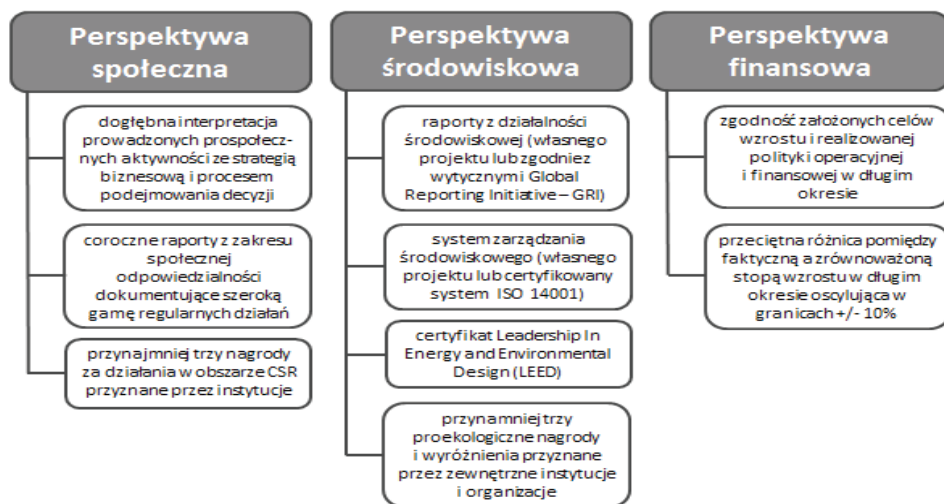 Perspektywa
społeczna
dogłębna interpretacja
prowadzonych prospołecz-
nych aktywności ze strategią
biznesową i procesem
podejmowania decyzji
coroczne raporty z zakresu
społecznej
odpowiedzialności
dokumentujące szeroką
gamę regularnych działań
przynajmniej trzy nagrody
za działania w obszarze CSR
przyznane przez instytucje
Perspektywa
środowiskowa
raporty z działalności
środowiskowej (własnego
projektu lub zgodniez
wytycznymi Global
Reporting Initiative – GRI)
system zarządzania
środowiskowego (własnego
projektu lub certyfikowany
system ISO 14001)
certyfikat Leadership In
Energy and Environmental
Design (LEED)
przynamniej trzy
proekologiczne nagrody
i wyróżnienia przyznane
przez zewnętrzne instytucje
i organizacje
Perspektywa
finansowa
zgodność założonych celów
wzrostu i realizowanej
polityki operacyjnej
i finansowej w długim
okresie
przeciętna różnica pomiędzy
faktyczną a zrównoważoną
stopą wzrostu w długim
okresie oscylująca w
granicach +/- 10%